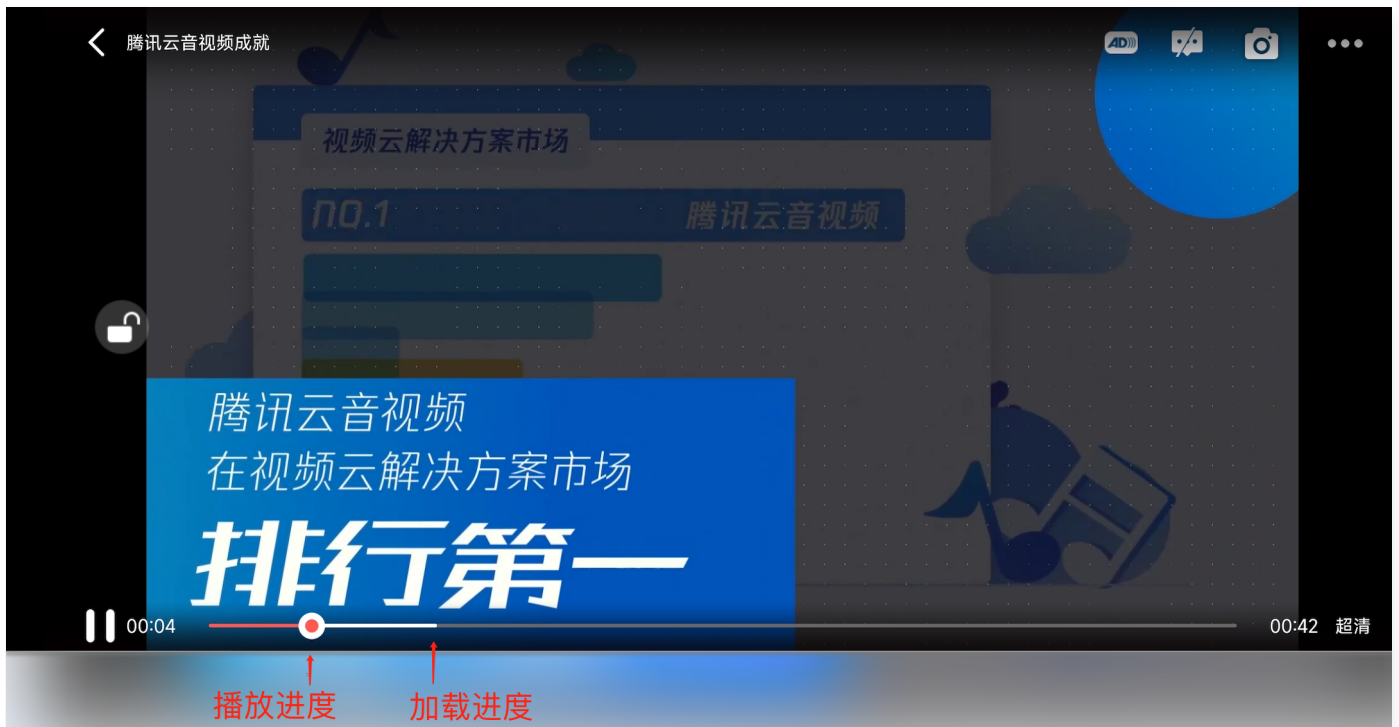 腾讯云音视频成就
AD
视频云解决方案市场
NO.1 腾讯云音视频
腾讯云音视频
在视频云解决方案市场
排行第一
00:04 00:42 超清
播放进度 加载进度